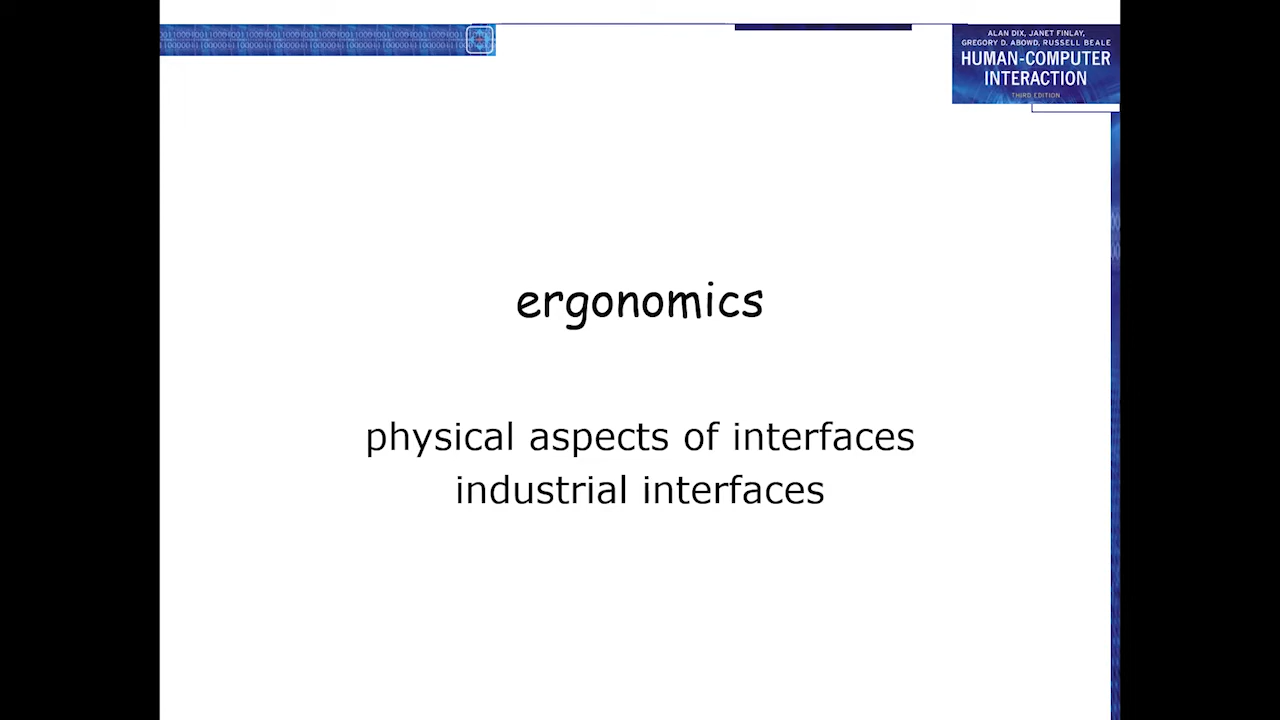 ALAN DIX, JANET FINLAY,
GREGORY D. ABOWD, RUSSELL BEALE
HUMAN-COMPUTER
INTERACTION
THIRD EDITION
ergonomics
physical aspects of interfaces
industrial interfaces